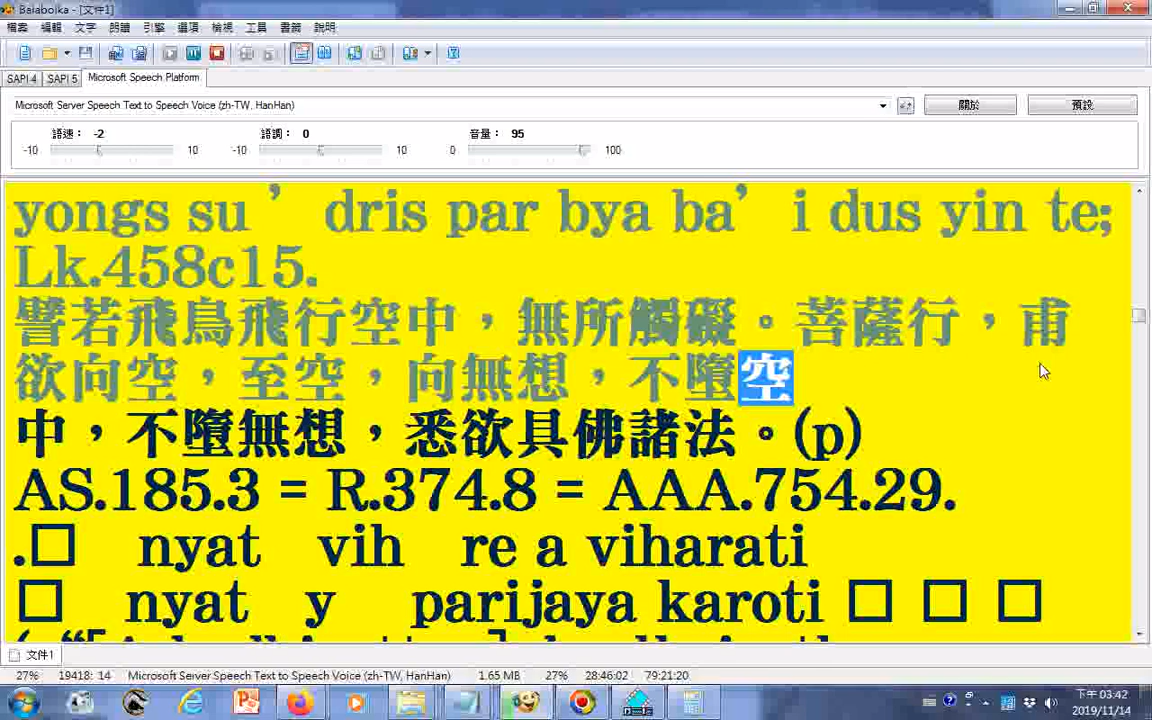 Balabolka - [文件1]
檔案 編輯 文字 朗讀 引擎 選項 檢視 工具 書籤 說明
SAPI 4 SAPI 5 Microsoft Speech Platform
Microsoft Server Speech Text to Speech Voice (zh-TW, HanHan) 關於 預設
語速： -2 語調： 0 音量： 95
-10 10 -10 10 0 100
yongs su ’ dris par bya ba’ i dus yin te;
Lk.458c15.
譬若飛鳥飛行空中，無所觸礙。菩薩行，甫
欲向空，至空，向無想，不墮空
中，不墮無想，悉欲具佛諸法。(p)
AS.185.3 = R.374.8 = AAA.754.29.
.□ nyat vih re a viharati
□ nyat y parijaya karoti □ □ □
文件1
27% 19418: 14 Microsoft Server Speech Text to Speech Voice (zh-TW, HanHan) 1.65 MB 27% 28:46:02 79:21:20
下午 03:42
2019/11/14